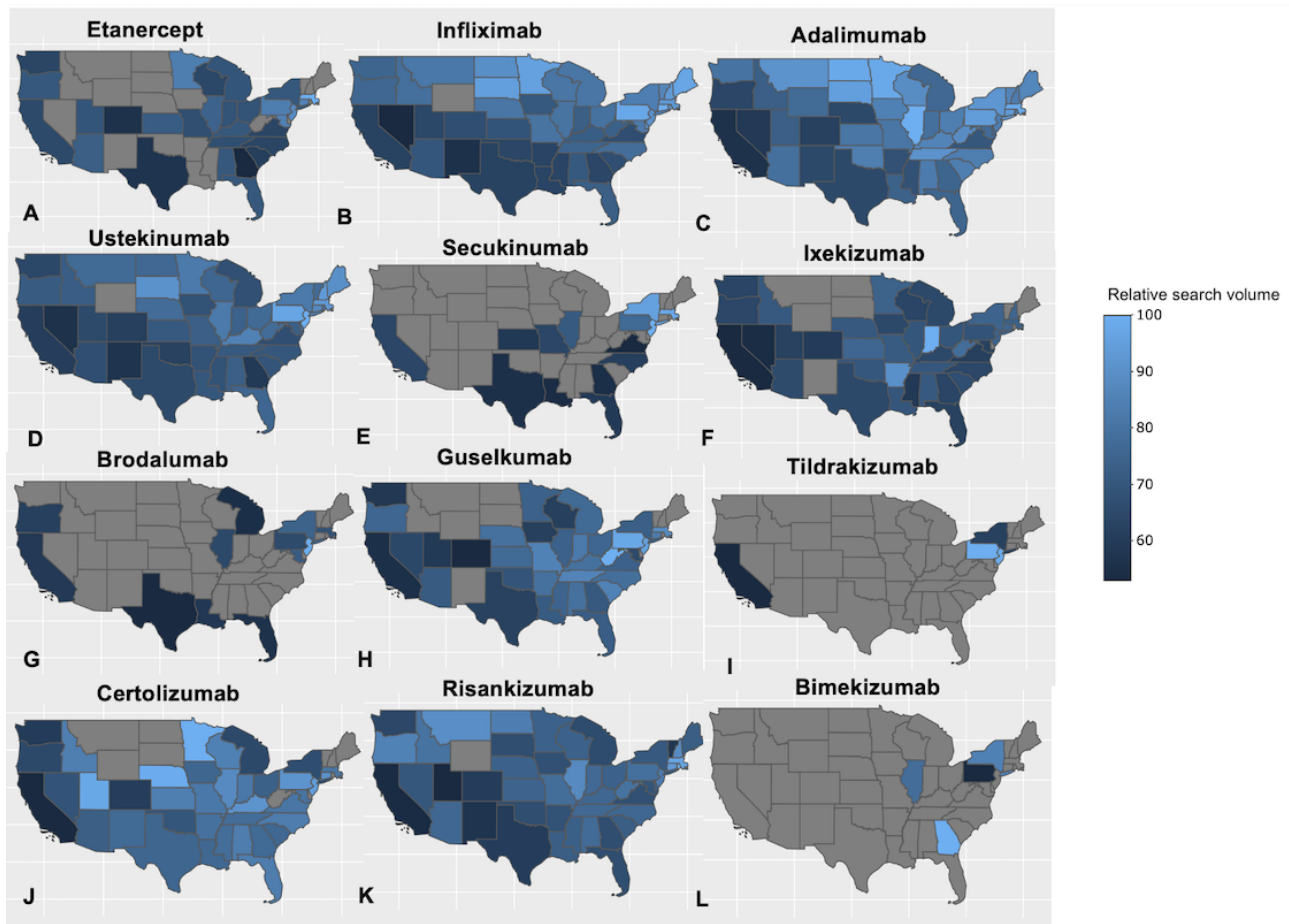 Etanercept
Infliximab
Adalimumab
A
B
C
Ustekinumab
Secukinumab
Ixekizumab
D
E
F
Relative search volume
100
90
80
70
60
Brodalumab
Guselkumab
Tildrakizumab
G
H
I
Certolizumab
Risankizumab
Bimekizumab
J
K
L